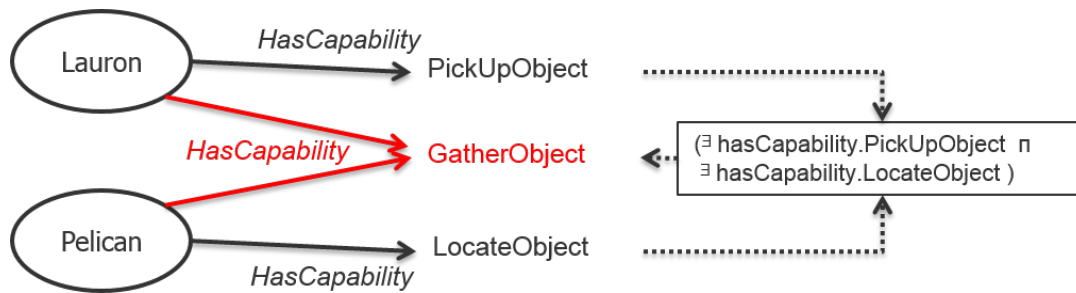 HasCapability
Lauron
PickUpObject
(∃ hasCapability.PickUpObject п
HasCapability
GatherObject
∃ hasCapability.LocateObject )
Pelican
LocateObject
HasCapability